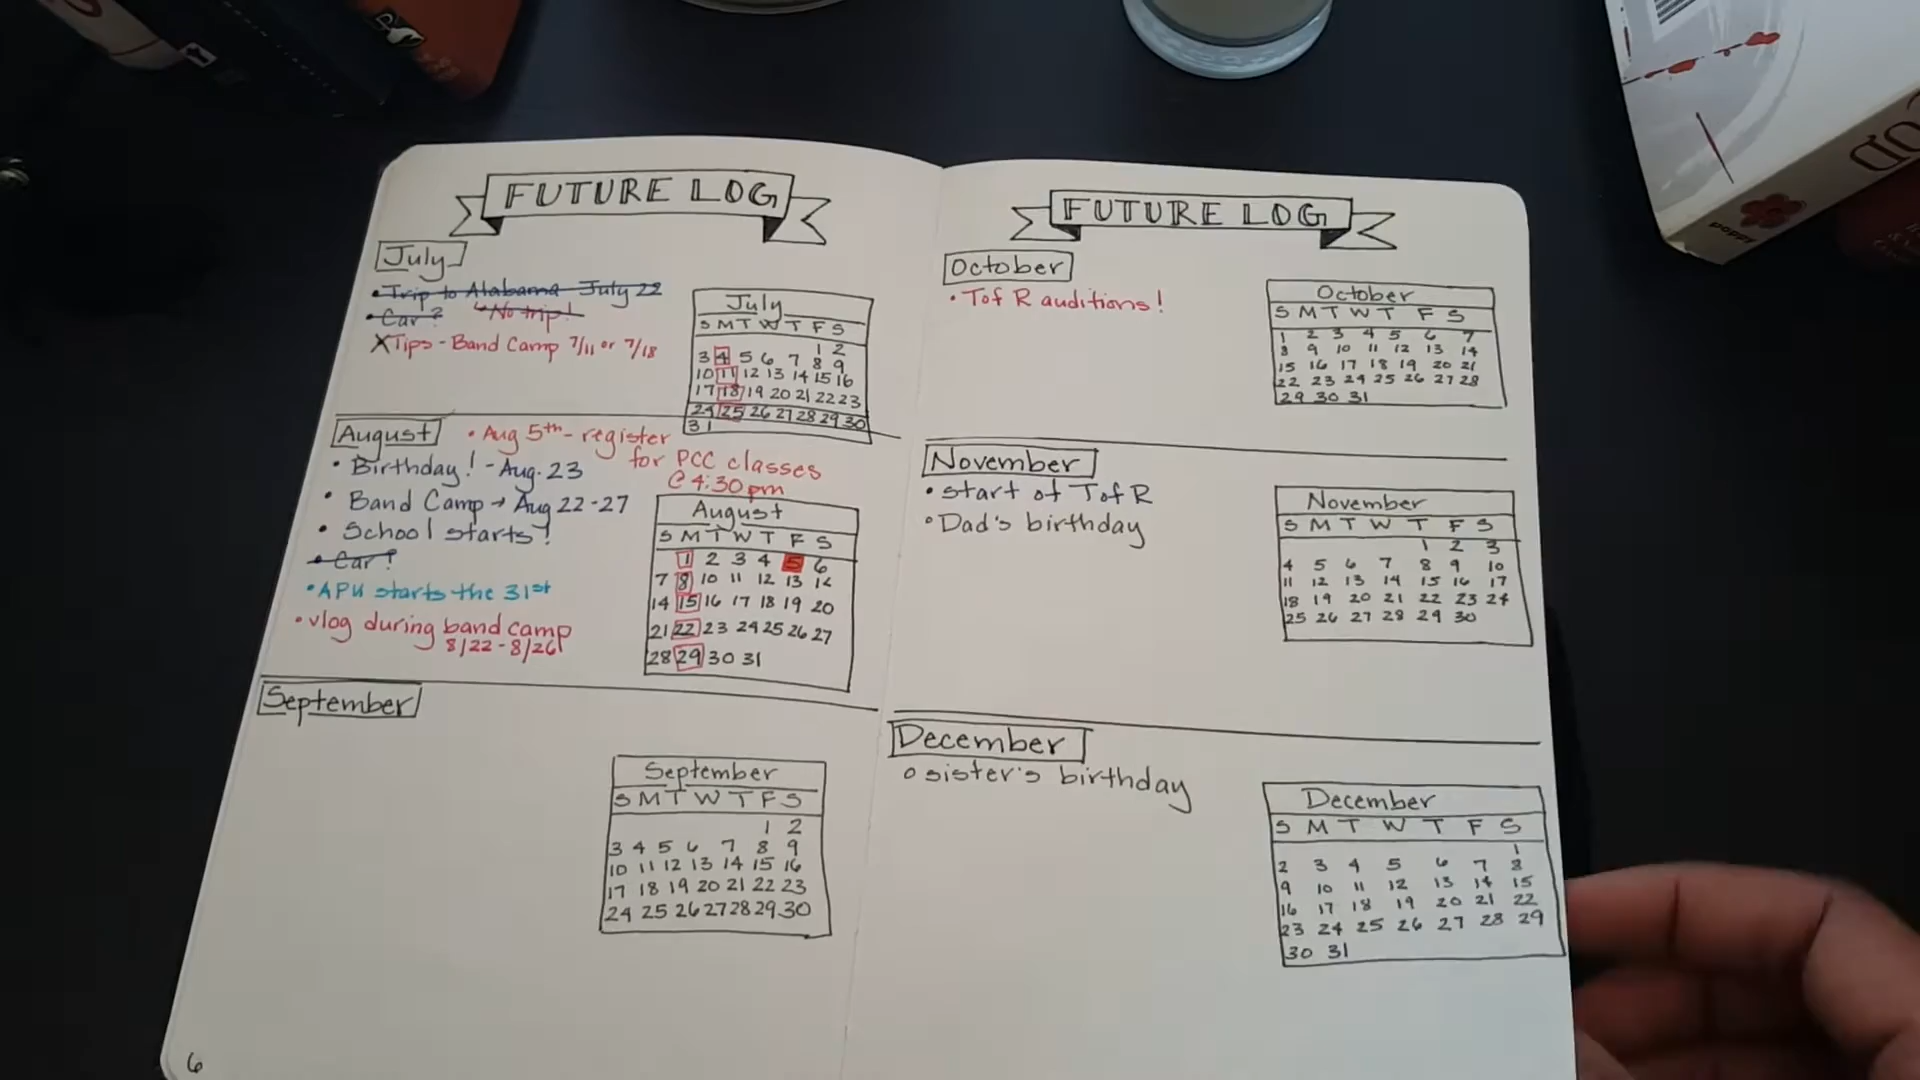 FUTURE LOG
July
• Trip to Alabama July 22
• Car? ↳No trip!
X Tips - Band Camp 7/11 or 7/18
July
S M T W T F S
1 2
3 4 5 6 7 8 9
10 11 12 13 14 15 16
17 18 19 20 21 22 23
24 25 26 27 28 29 30
31
August
• Aug 5th - register
for PCC classes
@ 4:30pm
• Birthday! - Aug. 23
• Band Camp → Aug 22-27
• School starts!
• Car?
• APU starts the 31st
• vlog during band camp
8/22 - 8/26
August
S M T W T F S
1 2 3 4 5 6
7 8 10 11 12 13 14
14 15 16 17 18 19 20
21 22 23 24 25 26 27
28 29 30 31
September
September
S M T W T F S
1 2
3 4 5 6 7 8 9
10 11 12 13 14 15 16
17 18 19 20 21 22 23
24 25 26 27 28 29 30
6
FUTURE LOG
October
• T of R auditions!
October
S M T W T F S
1 2 3 4 5 6 7
8 9 10 11 12 13 14
15 16 17 18 19 20 21
22 23 24 25 26 27 28
29 30 31
November
• start of T of R
• Dad's birthday
November
S M T W T F S
1 2 3
4 5 6 7 8 9 10
11 12 13 14 15 16 17
18 19 20 21 22 23 24
25 26 27 28 29 30
December
o sister's birthday
December
S M T W T F S
1
2 3 4 5 6 7 8
9 10 11 12 13 14 15
16 17 18 19 20 21 22
23 24 25 26 27 28 29
30 31
poppy